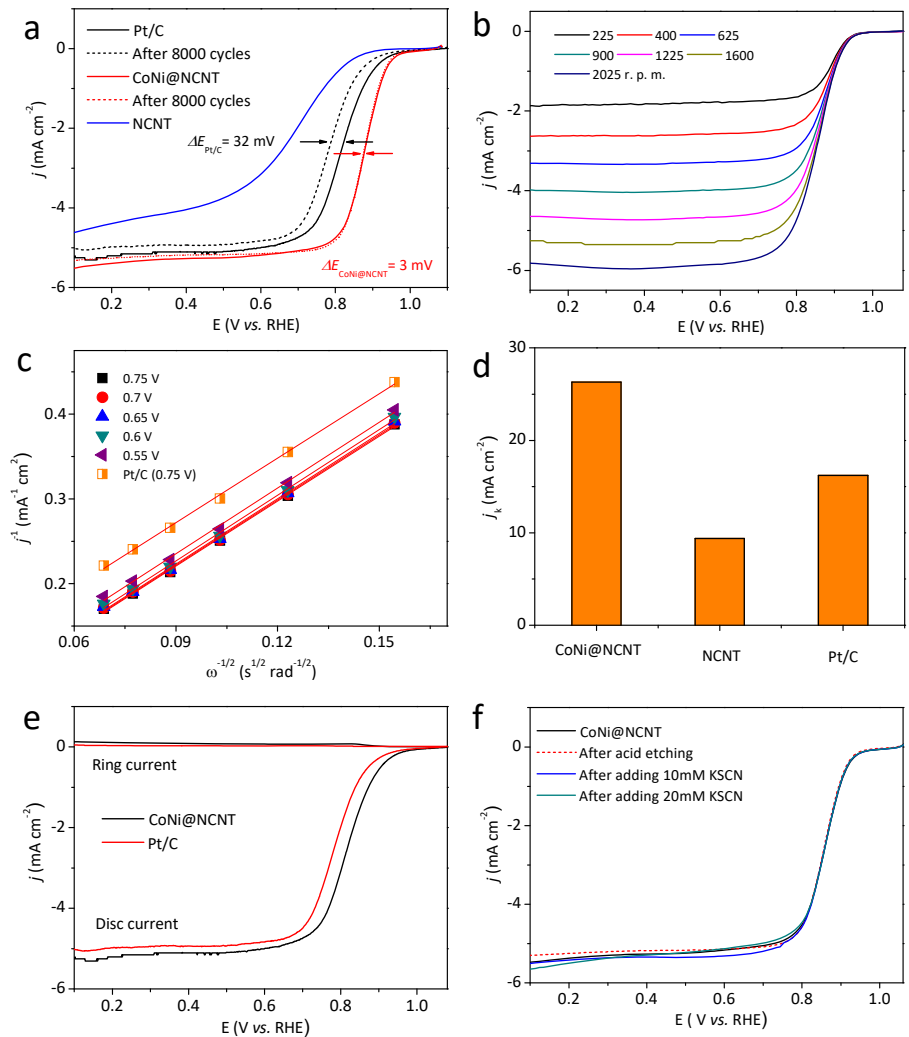 a
Pt/C
After 8000 cycles
CoNi@NCNT
After 8000 cycles
NCNT
ΔE_Pt/C = 32 mV
ΔE_CoNi@NCNT = 3 mV
0
-2
-4
-6
j (mA cm⁻²)
0.2 0.4 0.6 0.8 1.0
E (V vs. RHE)
b
225 400 625
900 1225 1600
2025 r. p. m.
0
-2
-4
-6
j (mA cm⁻²)
0.2 0.4 0.6 0.8 1.0
E (V vs. RHE)
c
0.75 V
0.7 V
0.65 V
0.6 V
0.55 V
Pt/C (0.75 V)
0.4
0.3
0.2
j⁻¹ (mA⁻¹ cm²)
0.06 0.09 0.12 0.15
ω⁻¹/² (s¹/² rad⁻¹/²)
d
30
20
10
0
jₖ (mA cm⁻²)
CoNi@NCNT NCNT Pt/C
e
0
Ring current
CoNi@NCNT
Pt/C
-2
-4
Disc current
-6
j (mA cm⁻²)
0.2 0.4 0.6 0.8 1.0
E (V vs. RHE)
f
CoNi@NCNT
After acid etching
After adding 10mM KSCN
After adding 20mM KSCN
0
-2
-4
-6
j (mA cm⁻²)
0.2 0.4 0.6 0.8 1.0
E (V vs. RHE)